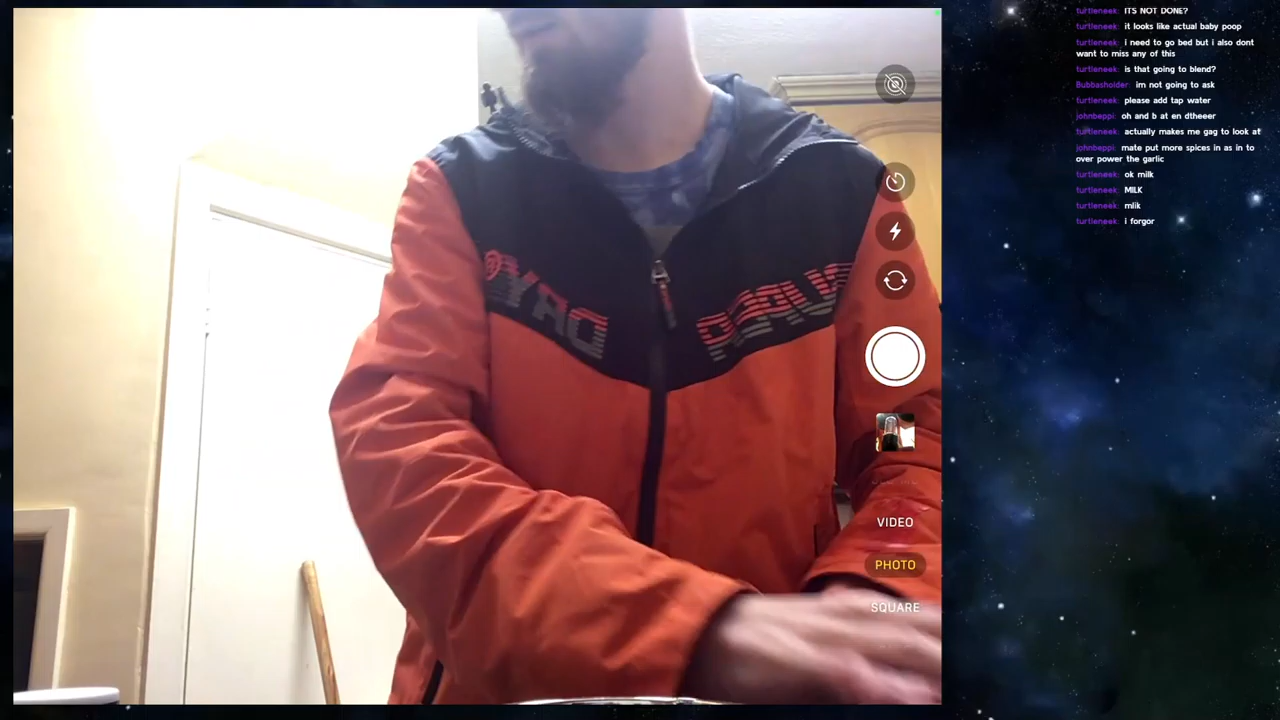 turtleneek: ITS NOT DONE?
turtleneek: it looks like actual baby poop
turtleneek: i need to go bed but i also dont
want to miss any of this
turtleneek: is that going to blend?
Bubbasholder: im not going to ask
turtleneek: please add tap water
johnbeppi: oh and b at en dtheeer
turtleneek: actually makes me gag to look at
johnbeppi: mate put more spices in as in to
over power the garlic
turtleneek: ok milk
turtleneek: MILK
turtleneek: mlik
turtleneek: i forgor
VIDEO
PHOTO
SQUARE